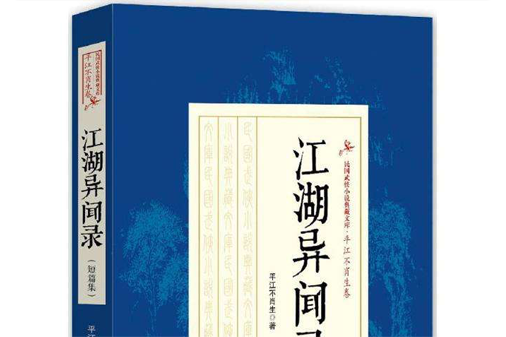 民国武侠小说典藏文库
平江不肖生卷
江湖异闻录
（短篇集）
平江
民国武侠小说典藏文库·平江不肖生卷
江湖异闻录
平江不肖生◎著